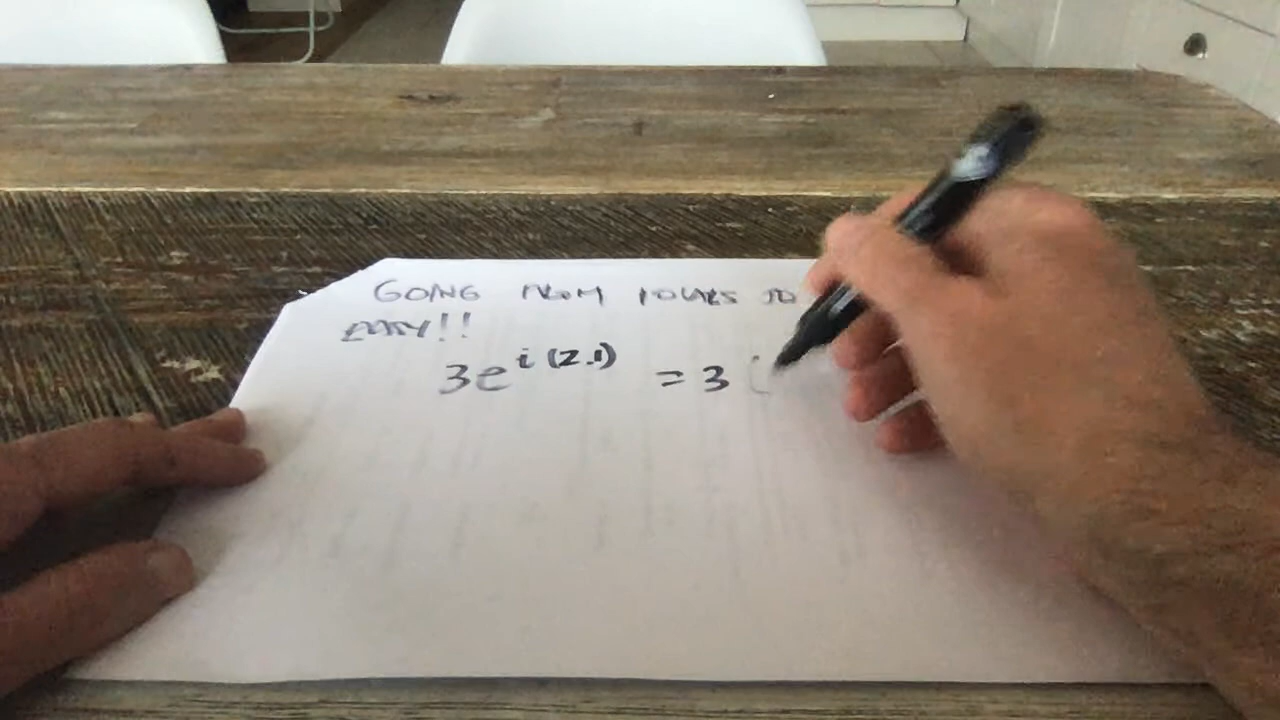 GOING FROM POLARS TO
EASY!!
3e^{i(2.1)} = 3 [